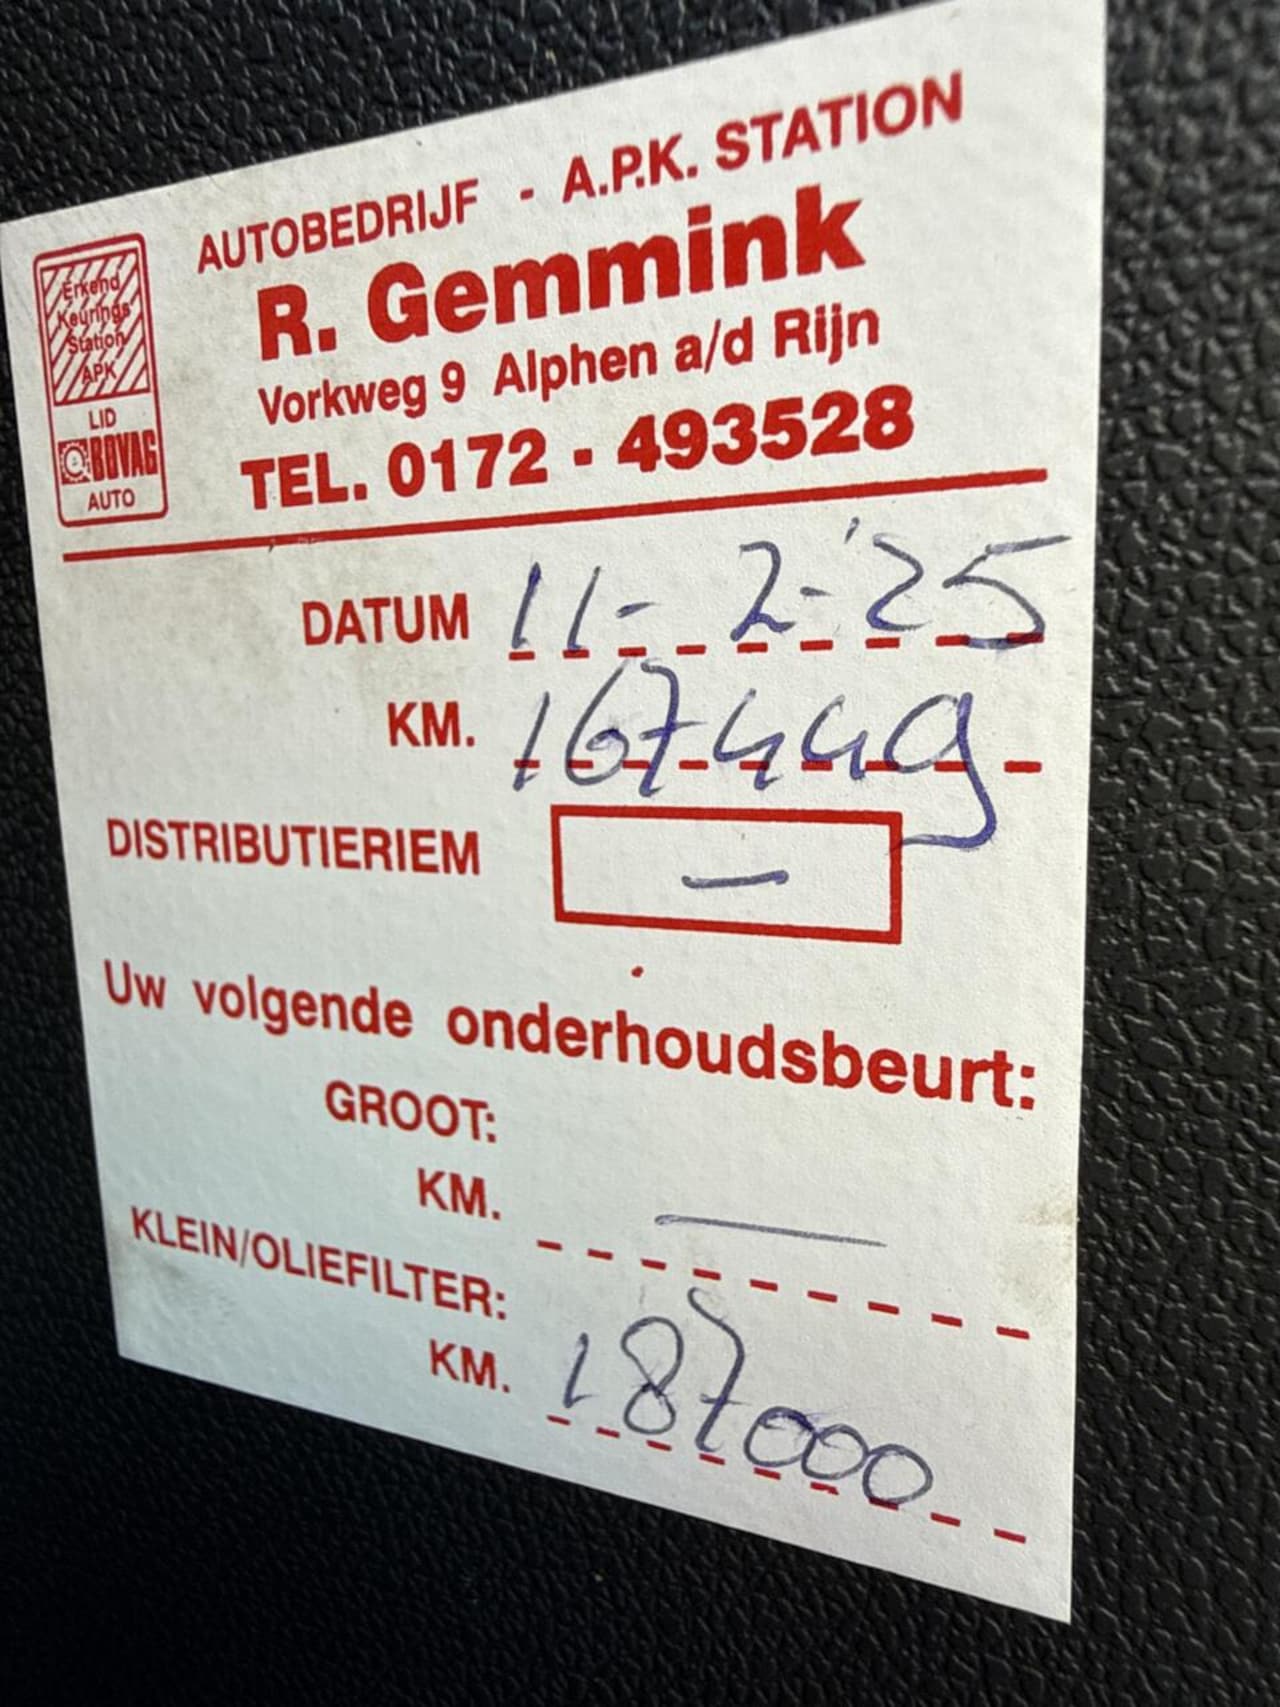 AUTOBEDRIJF - A.P.K. STATION
R. Gemmink
Vorkweg 9 Alphen a/d Rijn
TEL. 0172 - 493528
Erkend
Keurings
Station
APK
LID
BOVAG
AUTO
DATUM 11-2-'25
KM. 167449
DISTRIBUTIERIEM —
Uw volgende onderhoudsbeurt:
GROOT:
KM. —
KLEIN/OLIEFILTER:
KM. 187000